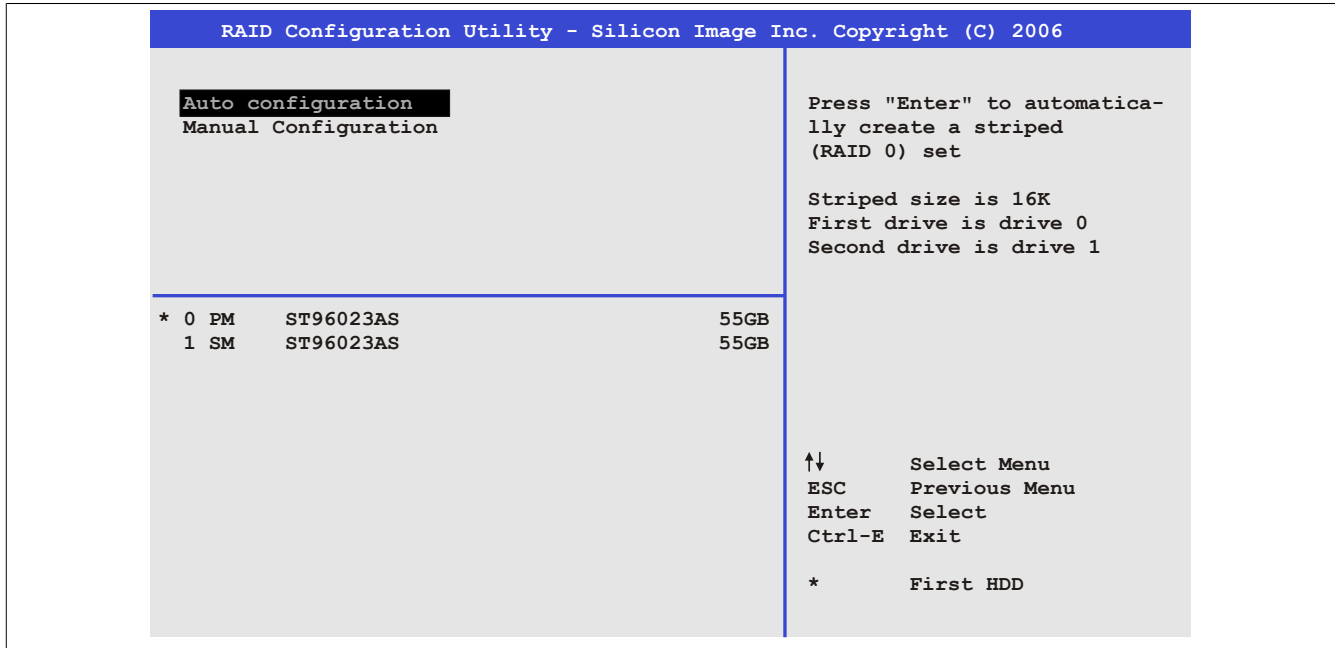 RAID Configuration Utility - Silicon Image Inc. Copyright (C) 2006
Auto configuration
Manual Configuration
Press "Enter" to automatica-
lly create a striped
(RAID 0) set
Striped size is 16K
First drive is drive 0
Second drive is drive 1
* 0 PM ST96023AS 55GB
1 SM ST96023AS 55GB
↑↓ Select Menu
ESC Previous Menu
Enter Select
Ctrl-E Exit
* First HDD